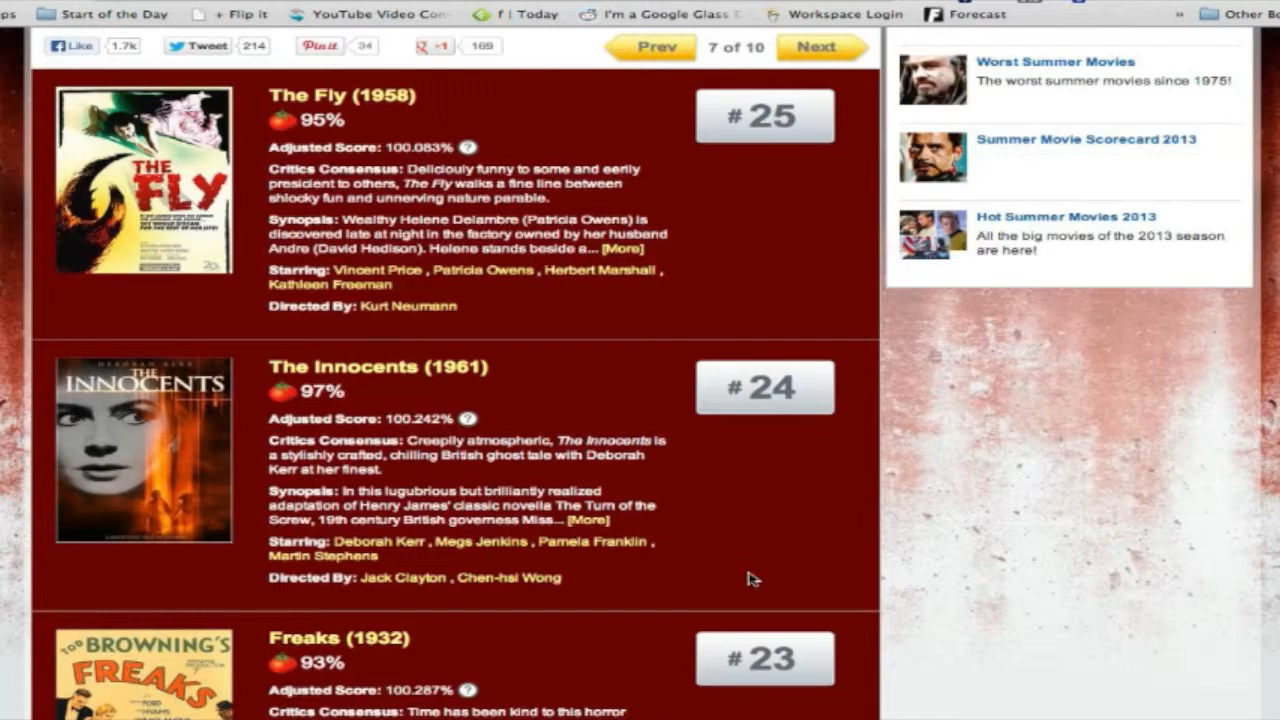 ps Start of the Day + Flip it YouTube Video Con f | Today I'm a Google Glass E Workspace Login Forecast » Other Bo
Like 1.7k Tweet 214 Pin it 34 +1 169 Prev 7 of 10 Next
The Fly (1958)
95%
# 25
Adjusted Score: 100.083% ?
Critics Consensus: Deliciouly funny to some and eerily
prescient to others, The Fly walks a fine line between
shlocky fun and unnerving nature parable.
Synopsis: Wealthy Helene Delambre (Patricia Owens) is
discovered late at night in the factory owned by her husband
Andre (David Hedison). Helene stands beside a... [More]
Starring: Vincent Price , Patricia Owens , Herbert Marshall ,
Kathleen Freeman
Directed By: Kurt Neumann
THE
FLY
DEBORAH KERR
THE
INNOCENTS
The Innocents (1961)
97%
# 24
Adjusted Score: 100.242% ?
Critics Consensus: Creepily atmospheric, The Innocents is
a stylishly crafted, chilling British ghost tale with Deborah
Kerr at her finest.
Synopsis: In this lugubrious but brilliantly realized
adaptation of Henry James' classic novella The Turn of the
Screw, 19th century British governess Miss... [More]
Starring: Deborah Kerr , Megs Jenkins , Pamela Franklin ,
Martin Stephens
Directed By: Jack Clayton , Chen-hsi Wong
TOD BROWNING'S
FREAKS
Freaks (1932)
93%
# 23
Adjusted Score: 100.287% ?
Critics Consensus: Time has been kind to this horror
Worst Summer Movies
The worst summer movies since 1975!
Summer Movie Scorecard 2013
Hot Summer Movies 2013
All the big movies of the 2013 season
are here!